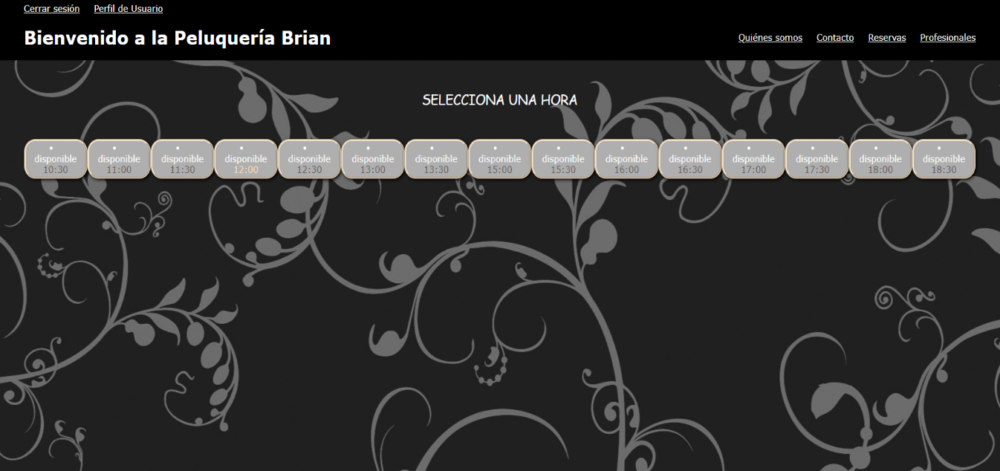 Cerrar sesión Perfil de Usuario
Bienvenido a la Peluquería Brian
Quiénes somos Contacto Reservas Profesionales
SELECCIONA UNA HORA
disponible disponible disponible disponible disponible disponible disponible disponible disponible disponible disponible disponible disponible disponible disponible
10:30 11:00 11:30 12:00 12:30 13:00 13:30 15:00 15:30 16:00 16:30 17:00 17:30 18:00 18:30